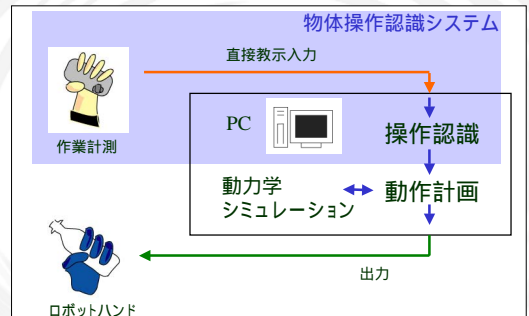 物体操作認識システム
直接教示入力
作業計測
PC
操作認識
動力学
シミュレーション
動作計画
出力
ロボットハンド